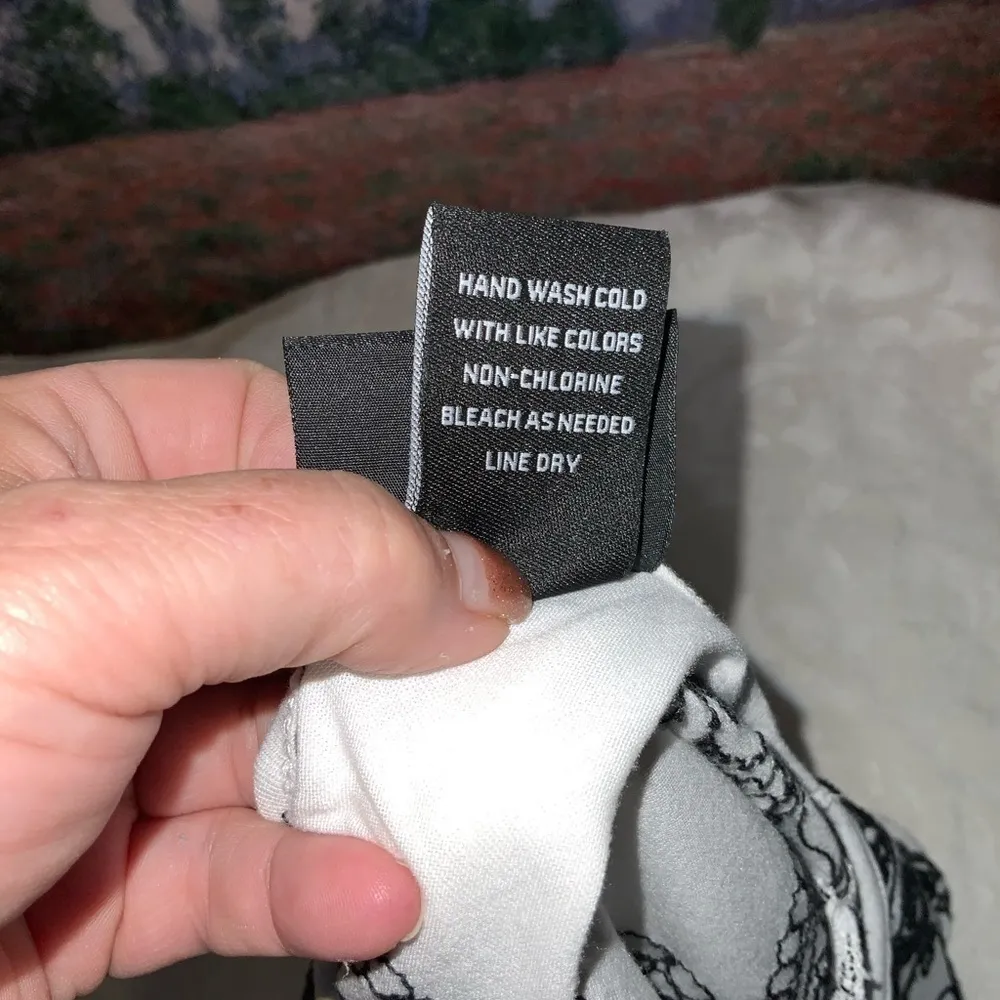 HAND WASH COLD
WITH LIKE COLORS
NON-CHLORINE
BLEACH AS NEEDED
LINE DRY